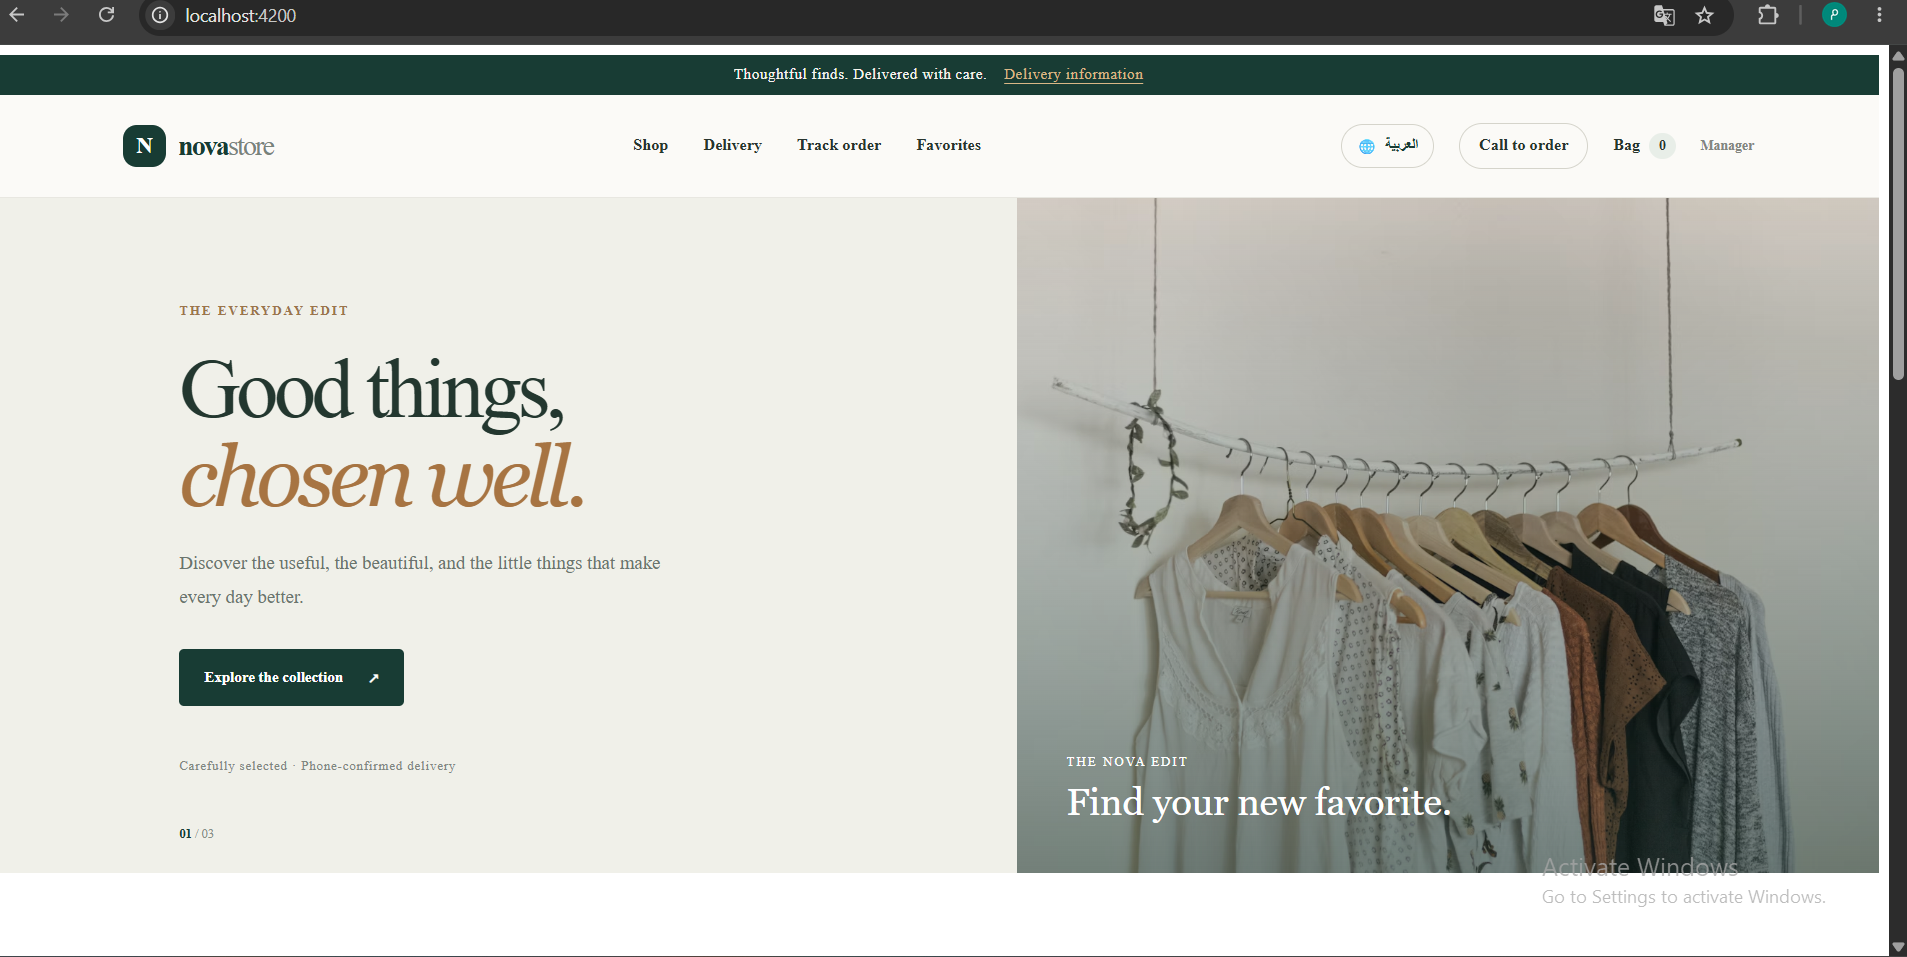 localhost:4200
Thoughtful finds. Delivered with care. Delivery information
N novastore
Shop Delivery Track order Favorites
العربية Call to order Bag 0 Manager
THE EVERYDAY EDIT
Good things,
chosen well.
Discover the useful, the beautiful, and the little things that make
every day better.
Explore the collection ↗
Carefully selected · Phone-confirmed delivery
01 / 03
THE NOVA EDIT
Find your new favorite.
Activate Windows
Go to Settings to activate Windows.